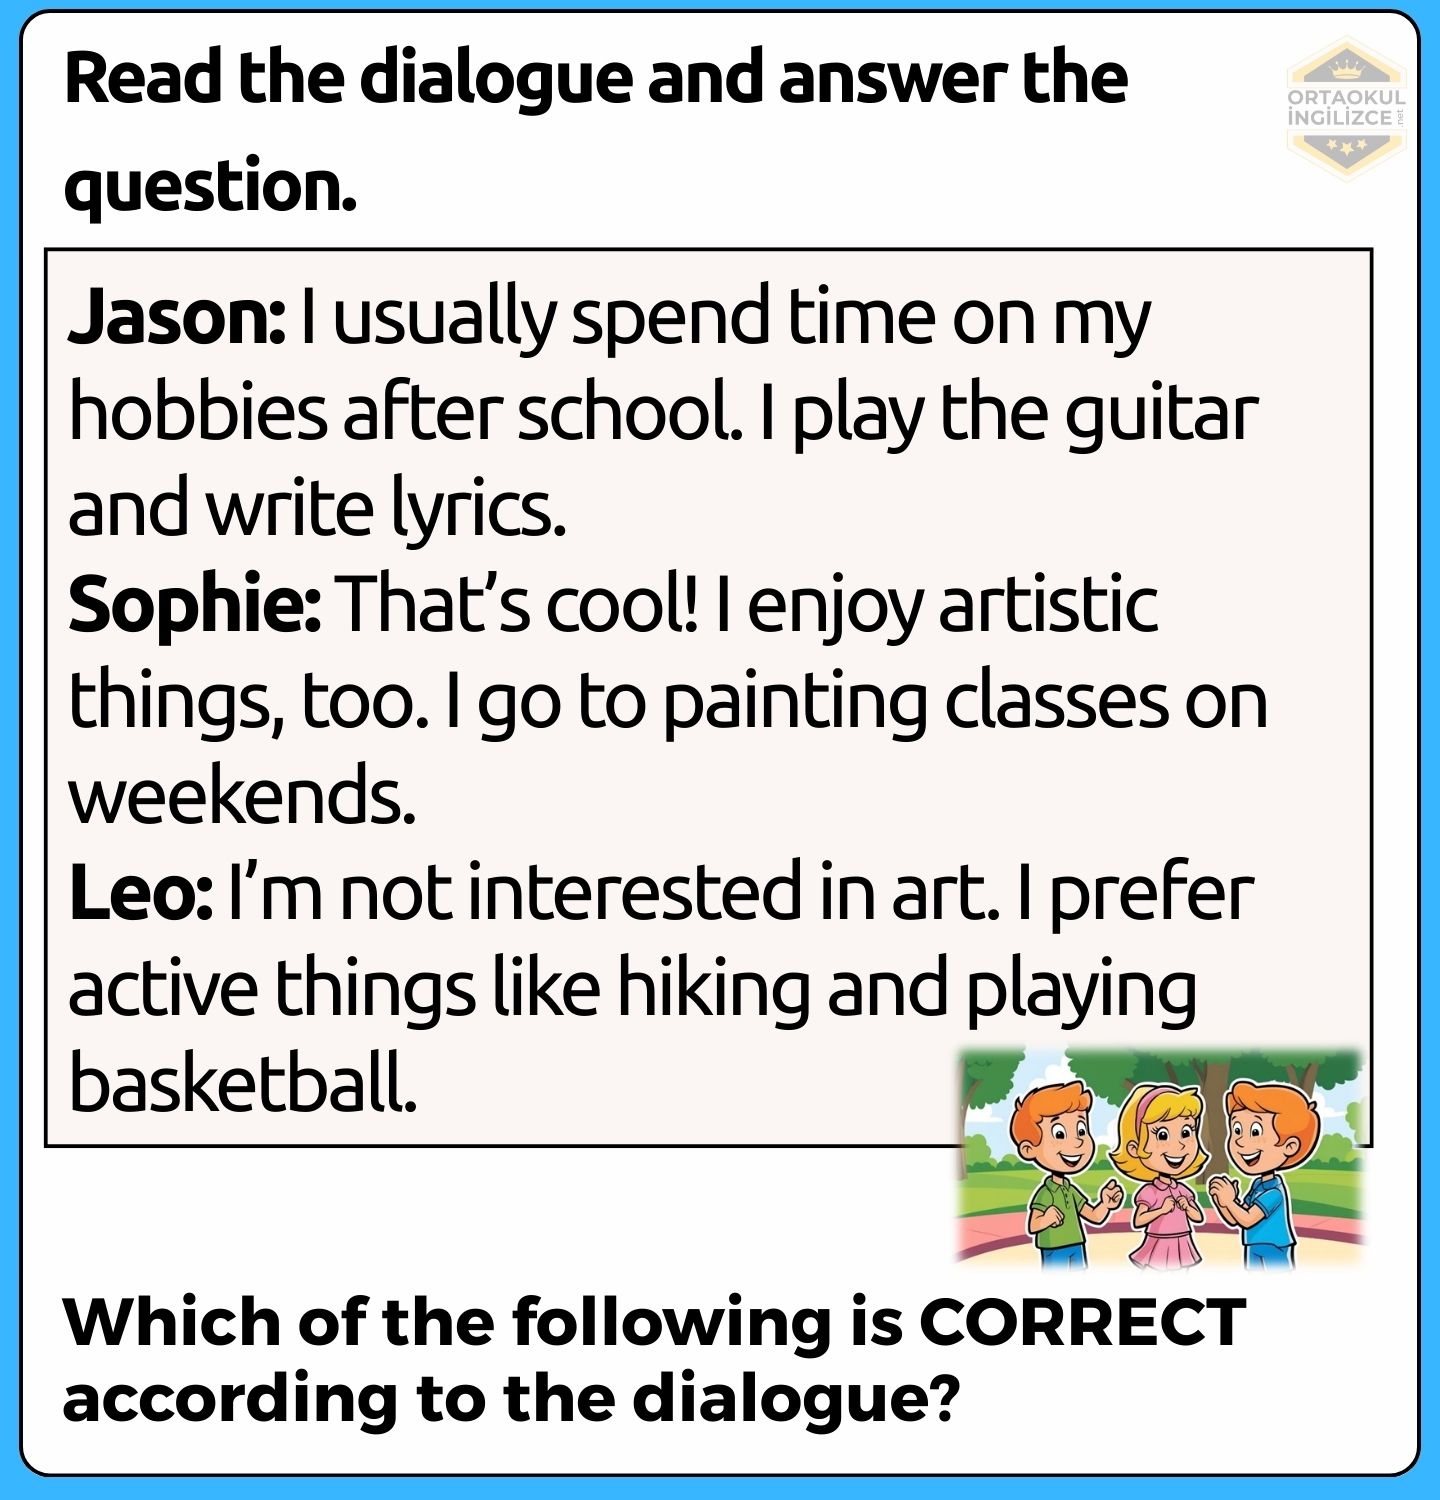 Read the dialogue and answer the
question.
ORTAOKUL
İNGİLİZCE
.net
Jason: I usually spend time on my
hobbies after school. I play the guitar
and write lyrics.
Sophie: That’s cool! I enjoy artistic
things, too. I go to painting classes on
weekends.
Leo: I’m not interested in art. I prefer
active things like hiking and playing
basketball.
Which of the following is CORRECT
according to the dialogue?